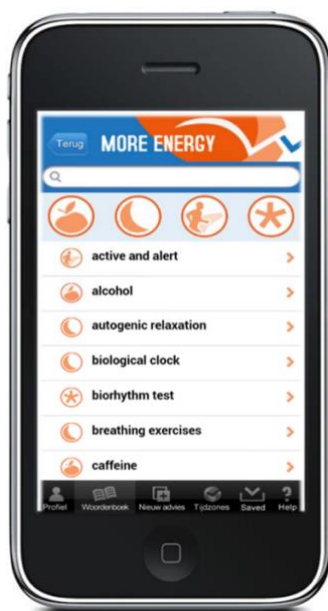 Terug
MORE ENERGY
active and alert
alcohol
autogenic relaxation
biological clock
biorhythm test
breathing exercises
caffeine
Profiel Woordenboek Nieuw advies Tijdzones Saved Help